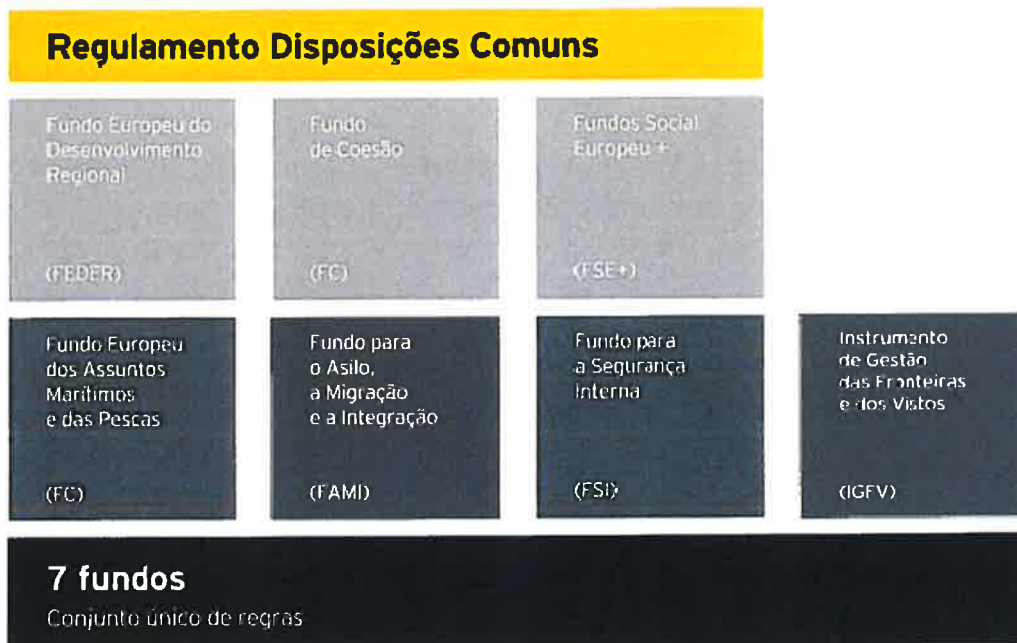 Regulamento Disposições Comuns
Fundo Europeu do
Desenvolvimento
Regional
(FEDER)
Fundo
de Coesão
(FC)
Fundos Social
Europeu +
(FSE+)
Fundo Europeu
dos Assuntos
Marítimos
e das Pescas
(FC)
Fundo para
o Asilo,
a Migração
e a Integração
(FAMI)
Fundo para
a Segurança
Interna
(FSI)
Instrumento
de Gestão
das Fronteiras
e dos Vistos
(IGFV)
7 fundos
Conjunto único de regras